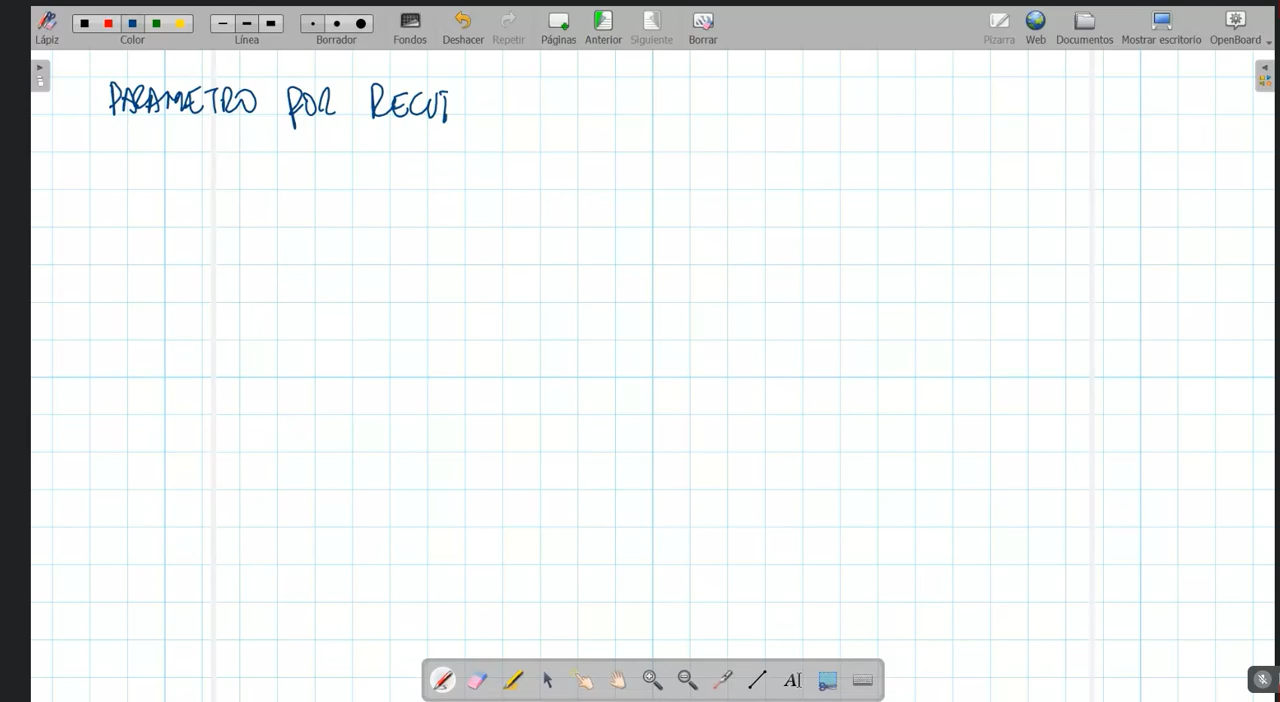 Lápiz Color Línea Borrador Fondos Deshacer Repetir Páginas Anterior Siguiente Borrar Pizarra Web Documentos Mostrar escritorio OpenBoard
PARAMETRO POR RECUI